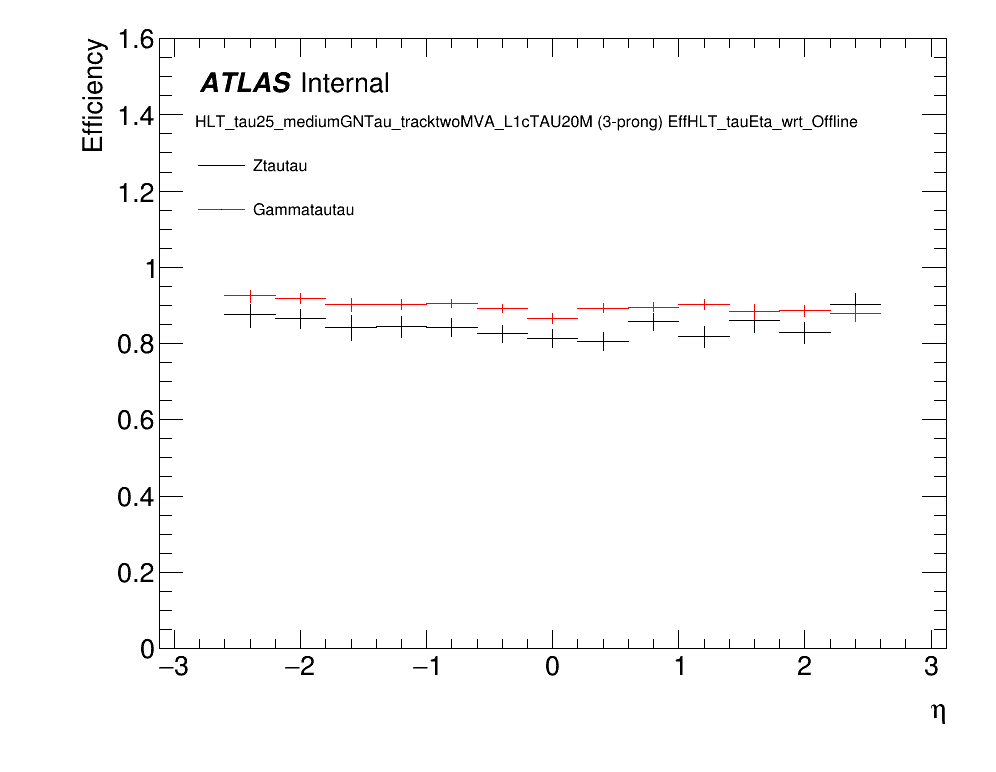 Efficiency
1.6
1.4
1.2
1
0.8
0.6
0.4
0.2
0
ATLAS Internal
HLT_tau25_mediumGNTau_tracktwoMVA_L1cTAU20M (3-prong) EffHLT_tauEta_wrt_Offline
Ztautau
Gammatautau
−3 −2 −1 0 1 2 3
η